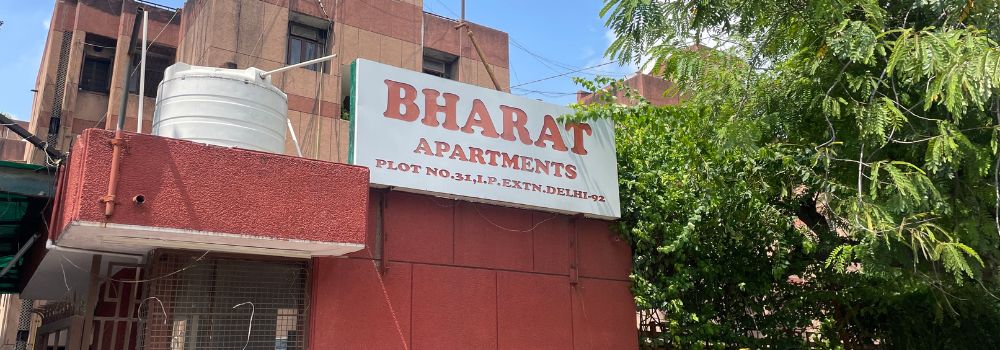 BHARAT
APARTMENTS
PLOT NO.31,I.P.EXTN.DELHI-92